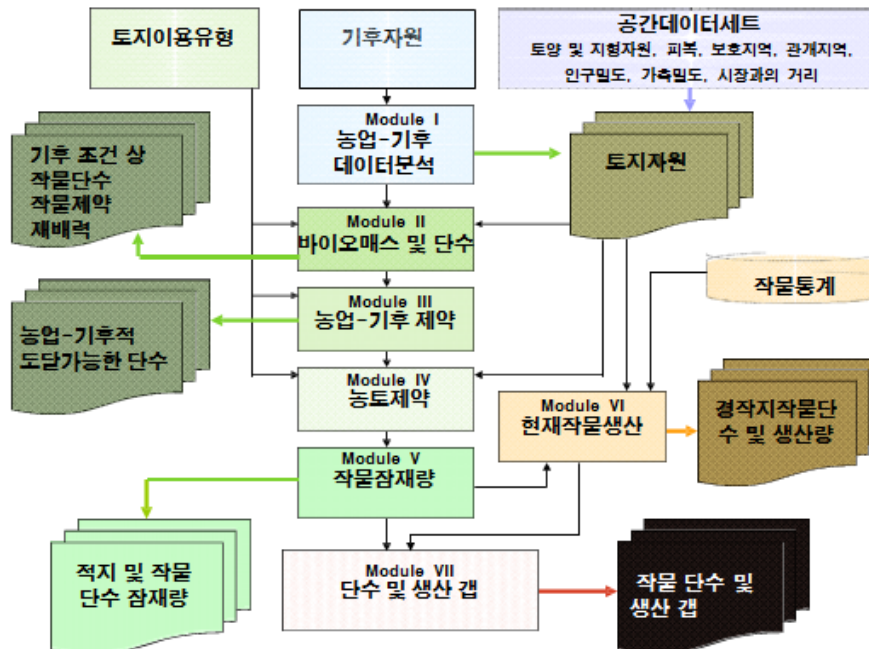 토지이용유형
기후자원
공간데이터세트
토양 및 지형자원, 피복, 보호지역, 관개지역,
인구밀도, 가축밀도, 시장과의 거리
Module I
농업-기후
데이터분석
기후 조건 상
작물단수
작물제약
재배력
토지자원
Module II
바이오매스 및 단수
작물통계
Module III
농업-기후 제약
농업-기후적
도달가능한 단수
Module IV
농토제약
Module VI
현재작물생산
경작지작물단
수 및 생산량
Module V
작물잠재량
적지 및 작물
단수 잠재량
Module VII
단수 및 생산 갭
작물 단수 및
생산 갭